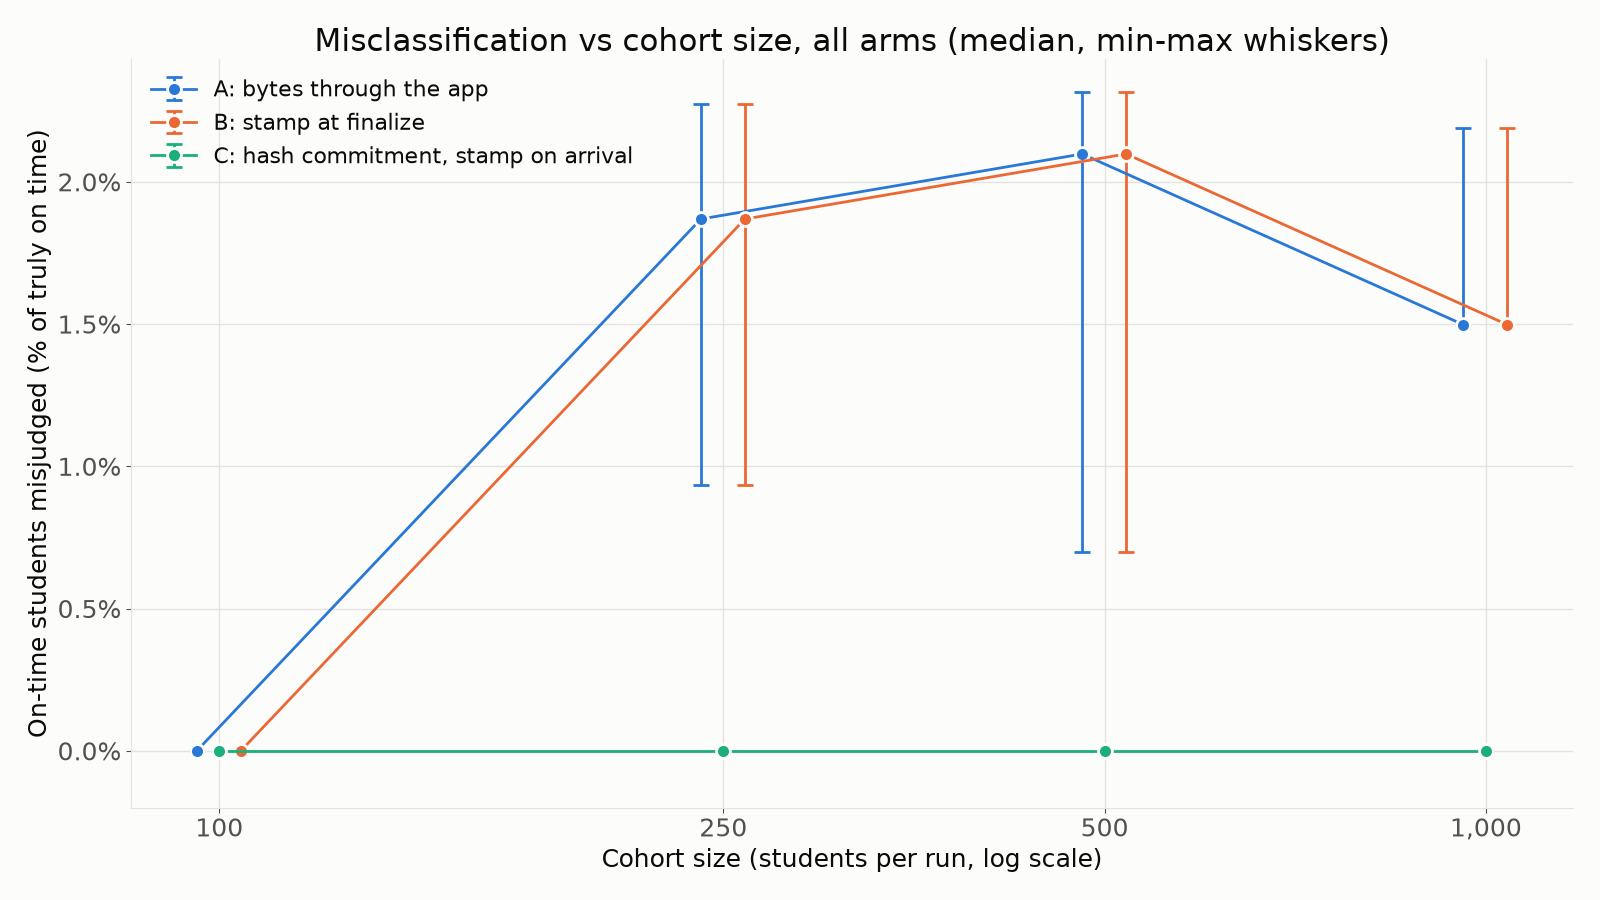 Misclassification vs cohort size, all arms (median, min-max whiskers)
A: bytes through the app
B: stamp at finalize
C: hash commitment, stamp on arrival
On-time students misjudged (% of truly on time)
2.0%
1.5%
1.0%
0.5%
0.0%
100
250
500
1,000
Cohort size (students per run, log scale)